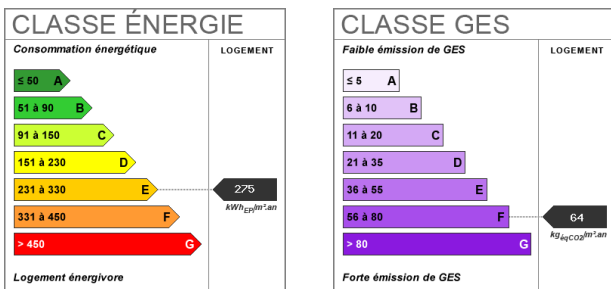 CLASSE ÉNERGIE
Consommation énergétique
LOGEMENT
≤ 50 A
51 à 90 B
91 à 150 C
151 à 230 D
231 à 330 E
275
kWhEP/m².an
331 à 450 F
> 450 G
Logement énergivore
CLASSE GES
Faible émission de GES
LOGEMENT
≤ 5 A
6 à 10 B
11 à 20 C
21 à 35 D
36 à 55 E
56 à 80 F
64
kgéqCO2/m².an
> 80 G
Forte émission de GES